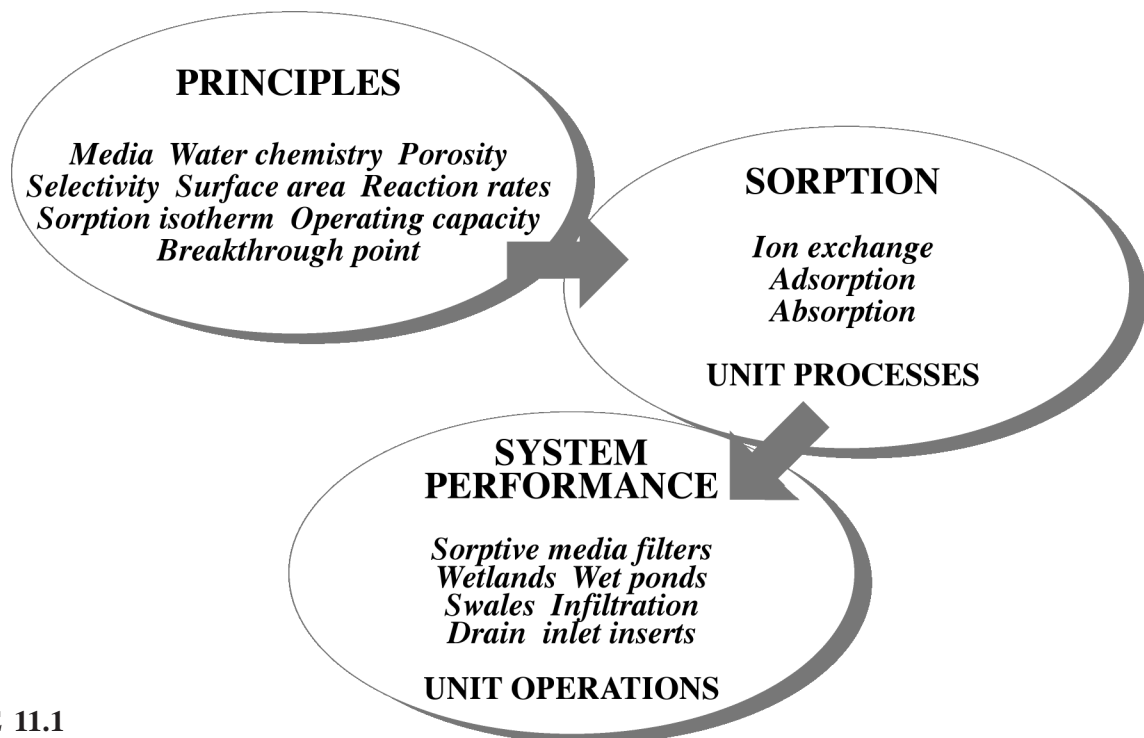 PRINCIPLES
Media Water chemistry Porosity
Selectivity Surface area Reaction rates
Sorption isotherm Operating capacity
Breakthrough point
SORPTION
Ion exchange
Adsorption
Absorption
UNIT PROCESSES
SYSTEM
PERFORMANCE
Sorptive media filters
Wetlands Wet ponds
Swales Infiltration
Drain inlet inserts
UNIT OPERATIONS
11.1